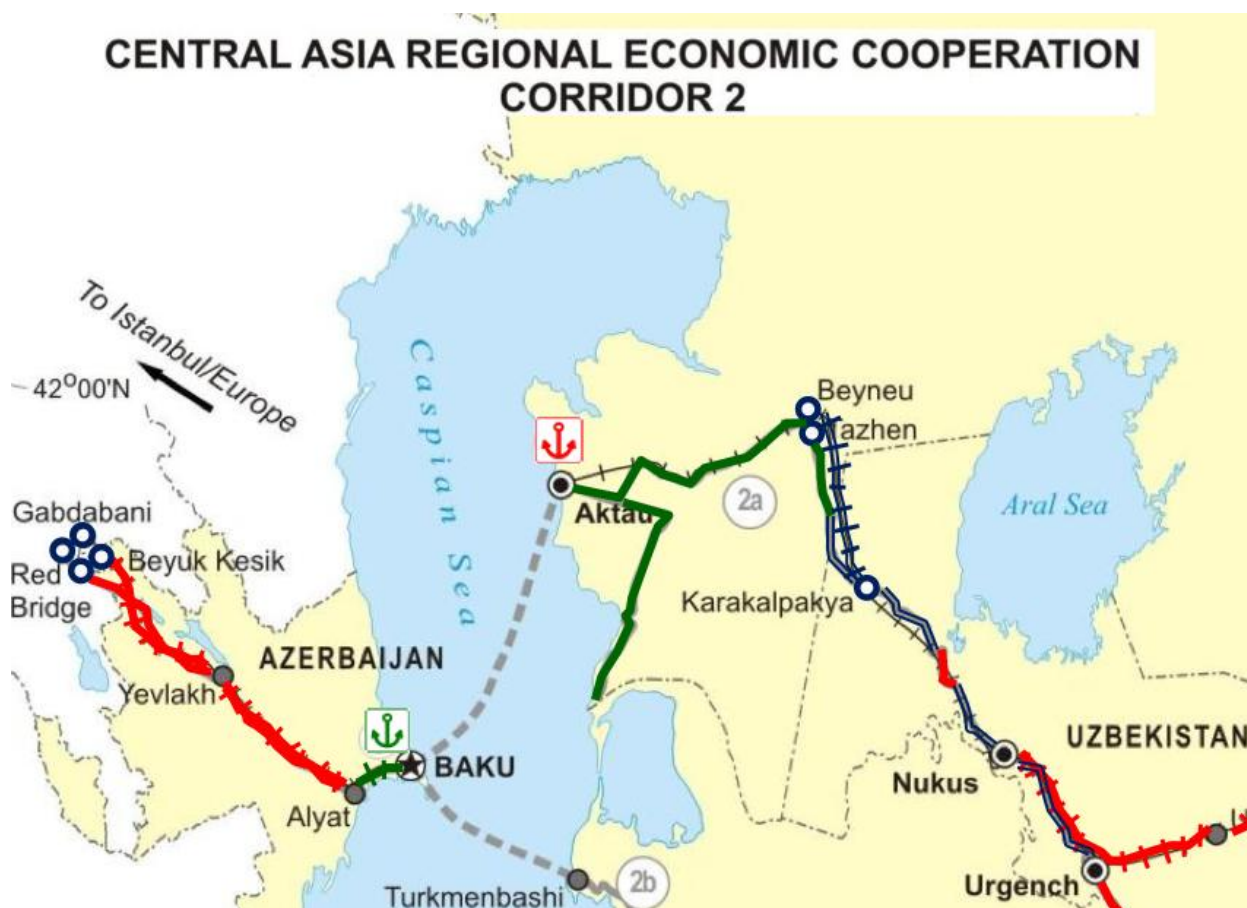 CENTRAL ASIA REGIONAL ECONOMIC COOPERATION
CORRIDOR 2
To Istanbul/Europe
42°00'N
Caspian Sea
Beyneu
Tazhen
2a
Aral Sea
Aktau
Gabdabani
Beyuk Kesik
Red
Bridge
Karakalpakya
AZERBAIJAN
Yevlakh
UZBEKISTAN
BAKU
Nukus
Alyat
Turkmenbashi
2b
Urgench